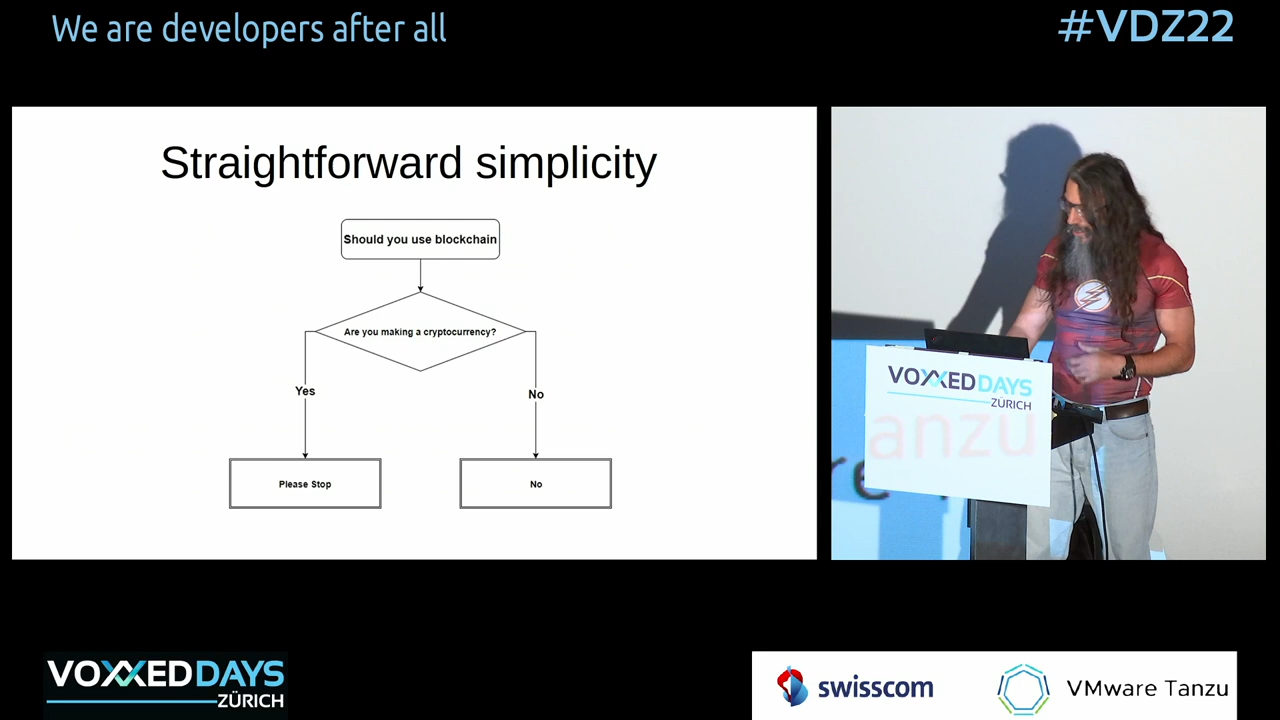 We are developers after all
#VDZ22
Straightforward simplicity
Should you use blockchain
Are you making a cryptocurrency?
Yes
No
Please Stop
No
VOXXED DAYS
ZÜRICH
anzu
VOXXED DAYS
ZÜRICH
swisscom
VMware Tanzu